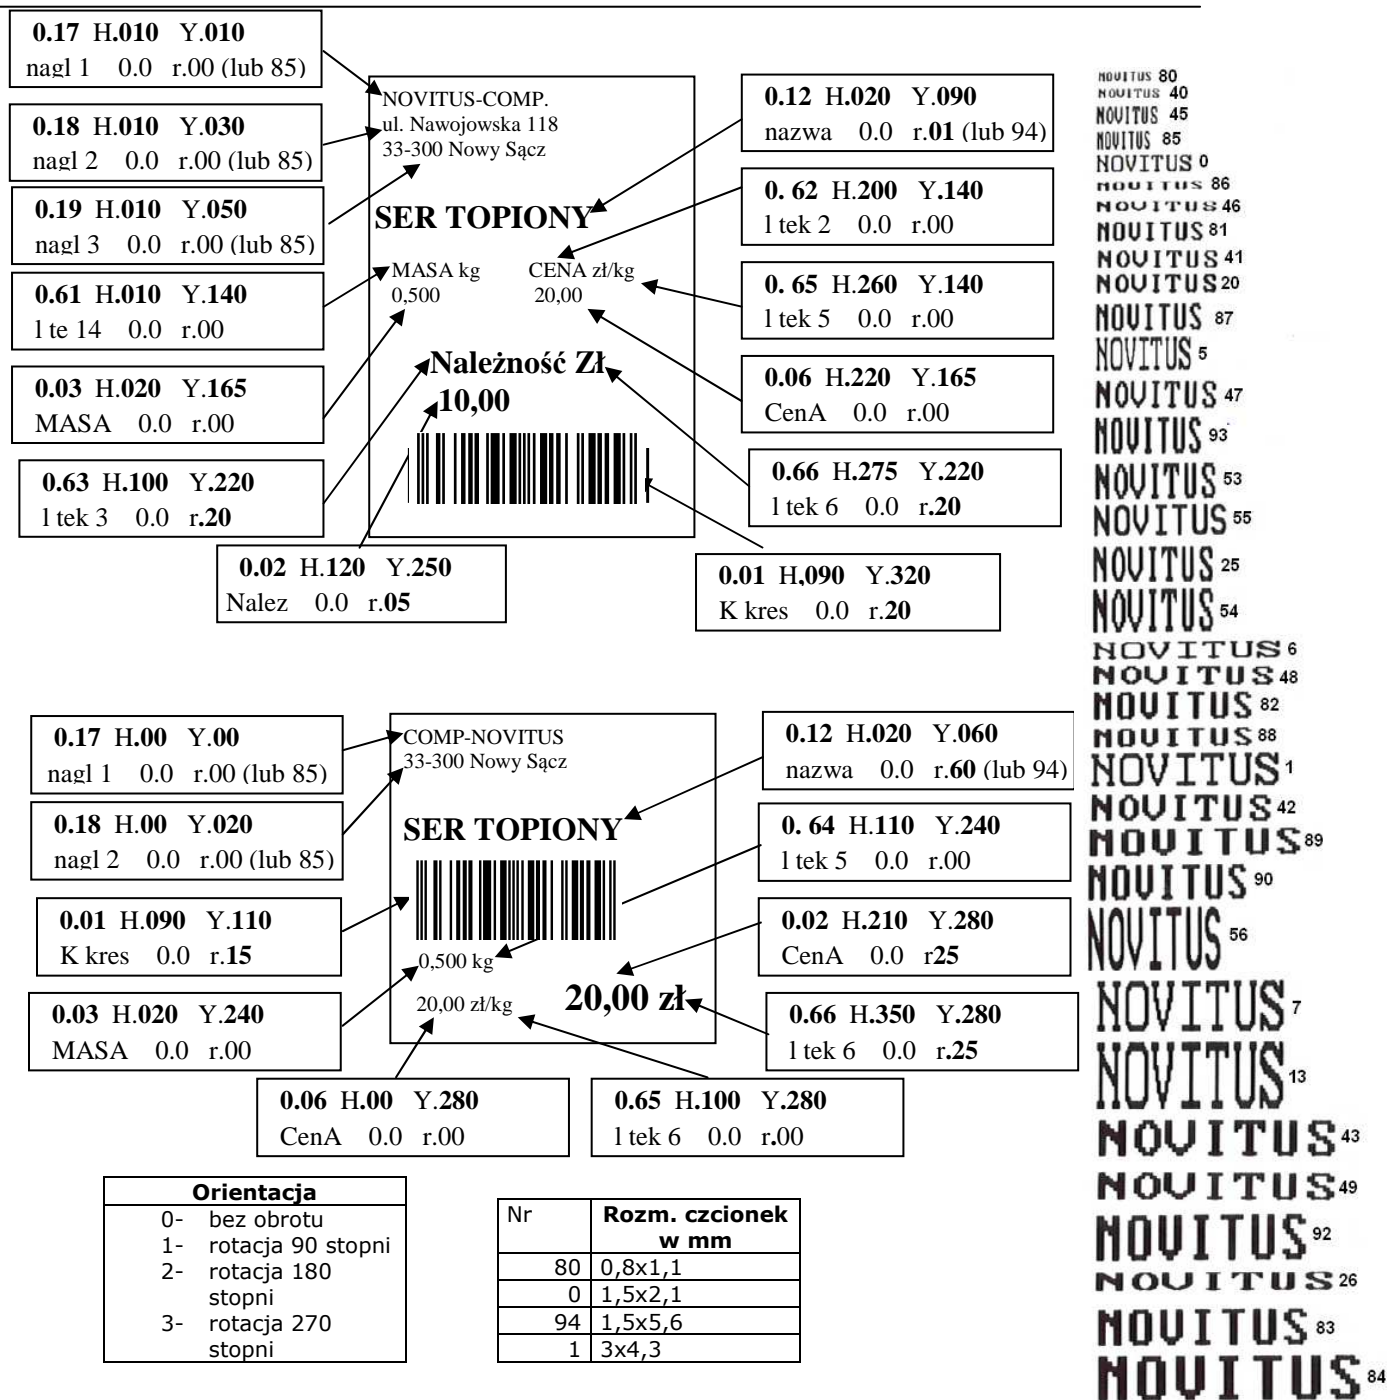 0.17 H.010 Y.010
nagl 1 0.0 r.00 (lub 85)
0.18 H.010 Y.030
nagl 2 0.0 r.00 (lub 85)
0.19 H.010 Y.050
nagl 3 0.0 r.00 (lub 85)
0.61 H.010 Y.140
l te 14 0.0 r.00
0.03 H.020 Y.165
MASA 0.0 r.00
0.63 H.100 Y.220
l tek 3 0.0 r.20
0.02 H.120 Y.250
Nalez 0.0 r.05
NOVITUS-COMP.
ul. Nawojowska 118
33-300 Nowy Sącz
SER TOPIONY
MASA kg CENA zł/kg
0,500 20,00
Należność Zł
10,00
0.12 H.020 Y.090
nazwa 0.0 r.01 (lub 94)
0. 62 H.200 Y.140
l tek 2 0.0 r.00
0. 65 H.260 Y.140
l tek 5 0.0 r.00
0.06 H.220 Y.165
CenA 0.0 r.00
0.66 H.275 Y.220
l tek 6 0.0 r.20
0.01 H,090 Y.320
K kres 0.0 r.20
0.17 H.00 Y.00
nagl 1 0.0 r.00 (lub 85)
0.18 H.00 Y.020
nagl 2 0.0 r.00 (lub 85)
0.01 H.090 Y.110
K kres 0.0 r.15
0.03 H.020 Y.240
MASA 0.0 r.00
0.06 H.00 Y.280
CenA 0.0 r.00
COMP-NOVITUS
33-300 Nowy Sącz
SER TOPIONY
0,500 kg
20,00 zł/kg 20,00 zł
0.12 H.020 Y.060
nazwa 0.0 r.60 (lub 94)
0. 64 H.110 Y.240
l tek 5 0.0 r.00
0.02 H.210 Y.280
CenA 0.0 r25
0.66 H.350 Y.280
l tek 6 0.0 r.25
0.65 H.100 Y.280
l tek 6 0.0 r.00
Orientacja
0- bez obrotu
1- rotacja 90 stopni
2- rotacja 180
stopni
3- rotacja 270
stopni
Nr Rozm. czcionek
w mm
80 0,8x1,1
0 1,5x2,1
94 1,5x5,6
1 3x4,3
NOVITUS 80
NOVITUS 40
NOVITUS 45
NOVITUS 85
NOVITUS 0
NOVITUS 86
NOVITUS 46
NOVITUS 81
NOVITUS 41
NOVITUS 20
NOVITUS 87
NOVITUS 5
NOVITUS 47
NOVITUS 93
NOVITUS 53
NOVITUS 55
NOVITUS 25
NOVITUS 54
NOVITUS 6
NOVITUS 48
NOVITUS 82
NOVITUS 88
NOVITUS 1
NOVITUS 42
NOVITUS 89
NOVITUS 90
NOVITUS 56
NOVITUS 7
NOVITUS 13
NOVITUS 43
NOVITUS 49
NOVITUS 92
NOVITUS 26
NOVITUS 83
NOVITUS 84